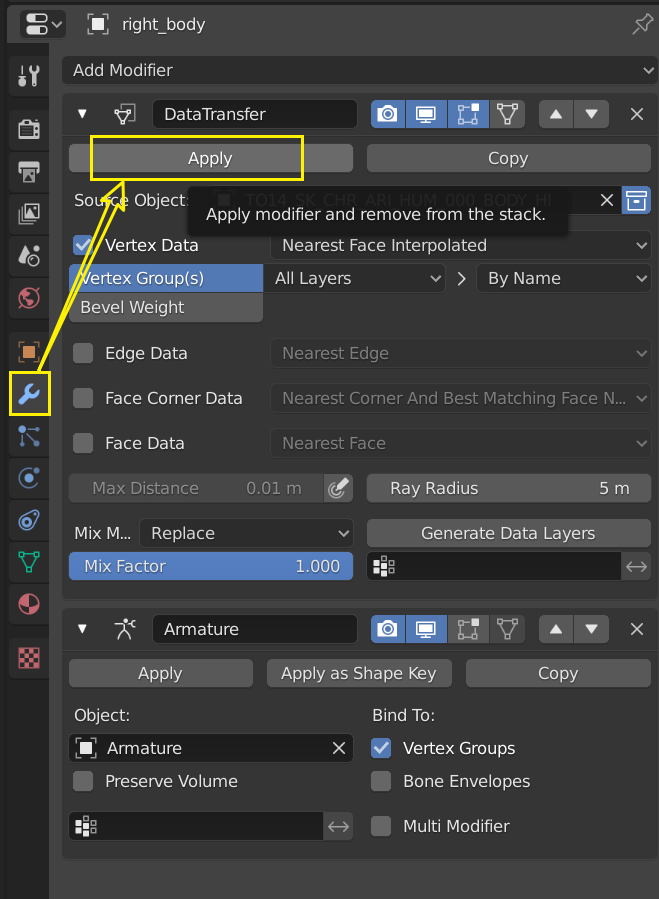 right_body
Add Modifier
DataTransfer
Apply Copy
Source Object: TO14_SK_CHR_ARI_HUM_000_BODY_HI
Apply modifier and remove from the stack.
Vertex Data Nearest Face Interpolated
Vertex Group(s) All Layers By Name
Bevel Weight
Edge Data Nearest Edge
Face Corner Data Nearest Corner And Best Matching Face N...
Face Data Nearest Face
Max Distance 0.01 m Ray Radius 5 m
Mix M... Replace Generate Data Layers
Mix Factor 1.000
Armature
Apply Apply as Shape Key Copy
Object: Bind To:
Armature Vertex Groups
Preserve Volume Bone Envelopes
Multi Modifier